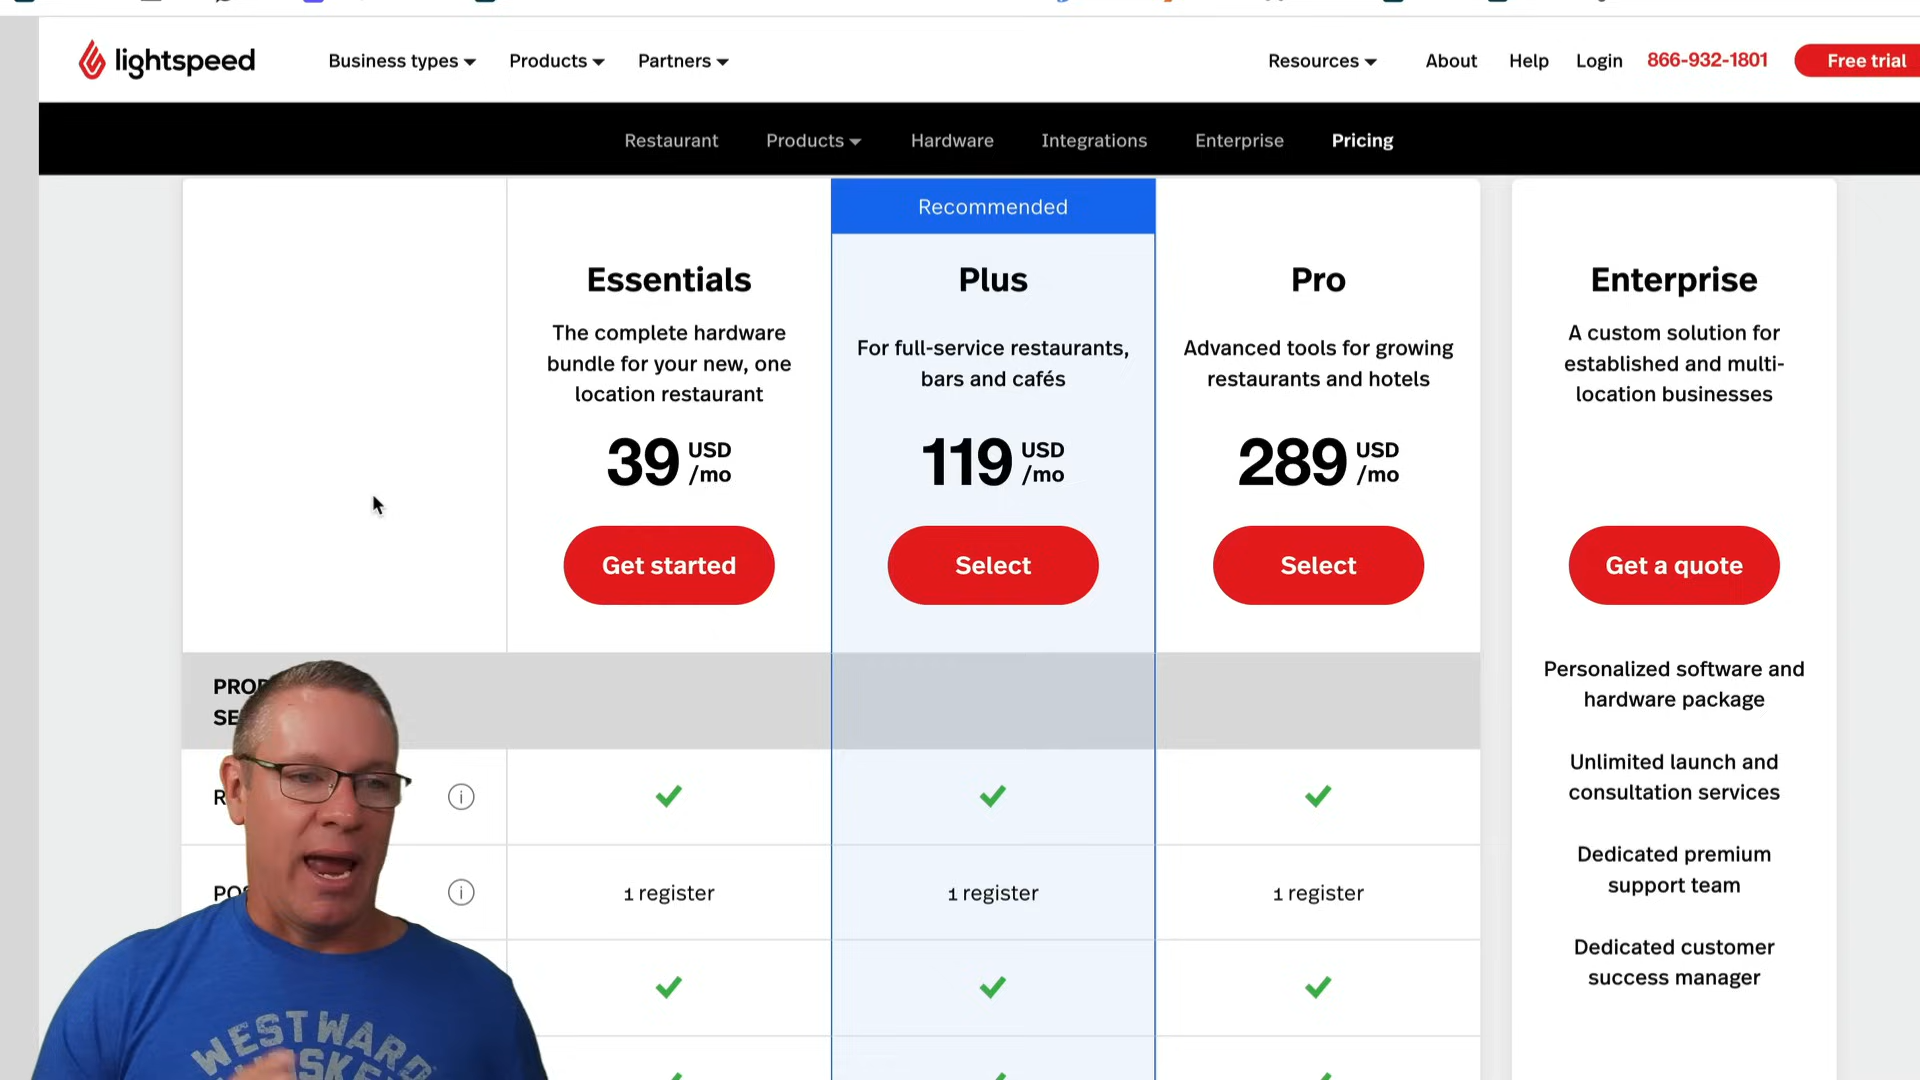 lightspeed
Business types
Products
Partners
Resources
About
Help
Login
866-932-1801
Free trial
Restaurant
Products
Hardware
Integrations
Enterprise
Pricing
Recommended
Essentials
The complete hardware
bundle for your new, one
location restaurant
39 USD
/mo
Get started
Plus
For full-service restaurants,
bars and cafés
119 USD
/mo
Select
Pro
Advanced tools for growing
restaurants and hotels
289 USD
/mo
Select
Enterprise
A custom solution for
established and multi-
location businesses
Get a quote
Personalized software and
hardware package
Unlimited launch and
consultation services
Dedicated premium
support team
Dedicated customer
success manager
1 register
1 register
1 register
WESTWARD